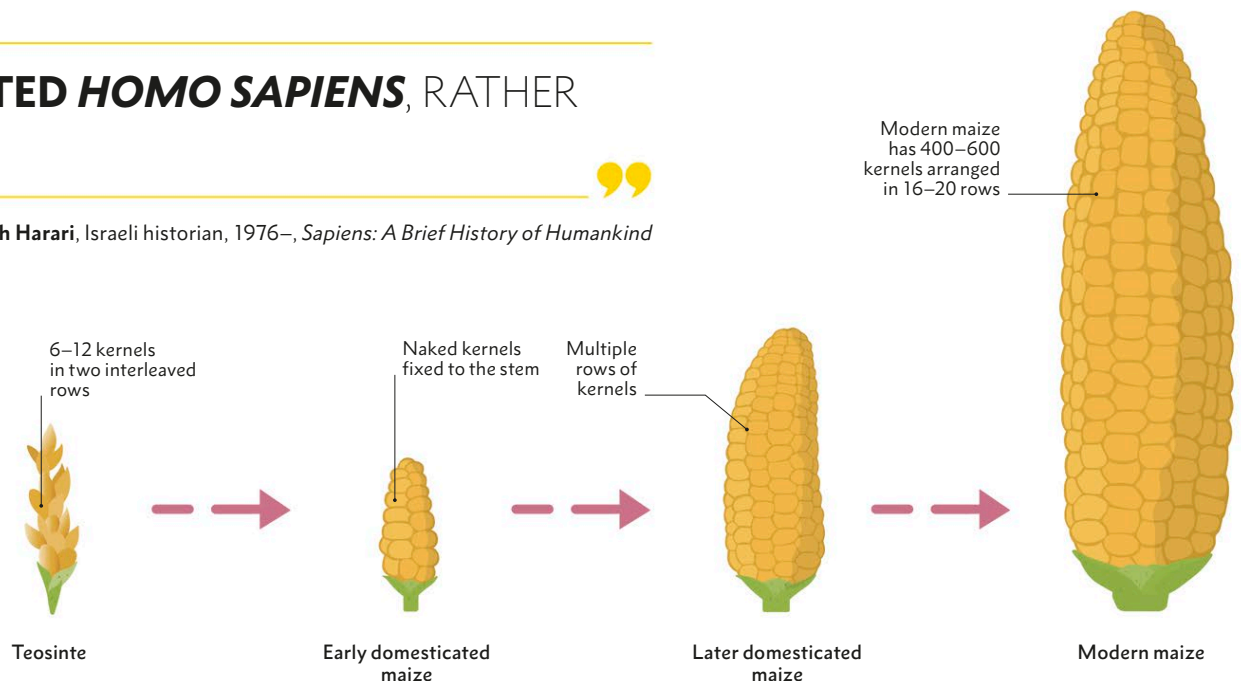 TED HOMO SAPIENS, RATHER
”
h Harari, Israeli historian, 1976–, Sapiens: A Brief History of Humankind
Modern maize
has 400–600
kernels arranged
in 16–20 rows
6–12 kernels
in two interleaved
rows
Naked kernels
fixed to the stem
Multiple
rows of
kernels
Teosinte
Early domesticated
maize
Later domesticated
maize
Modern maize